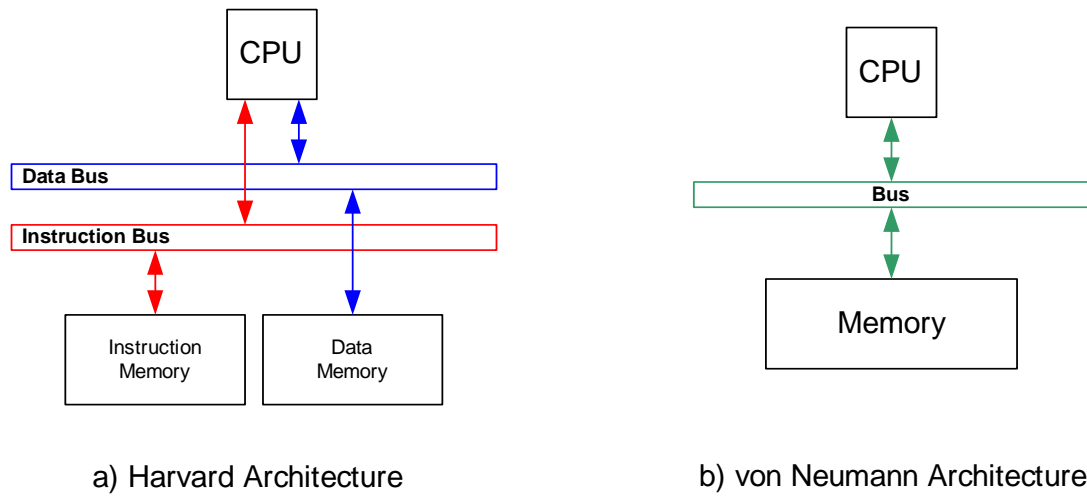 CPU
Data Bus
Instruction Bus
Instruction
Memory
Data
Memory
a) Harvard Architecture
CPU
Bus
Memory
b) von Neumann Architecture